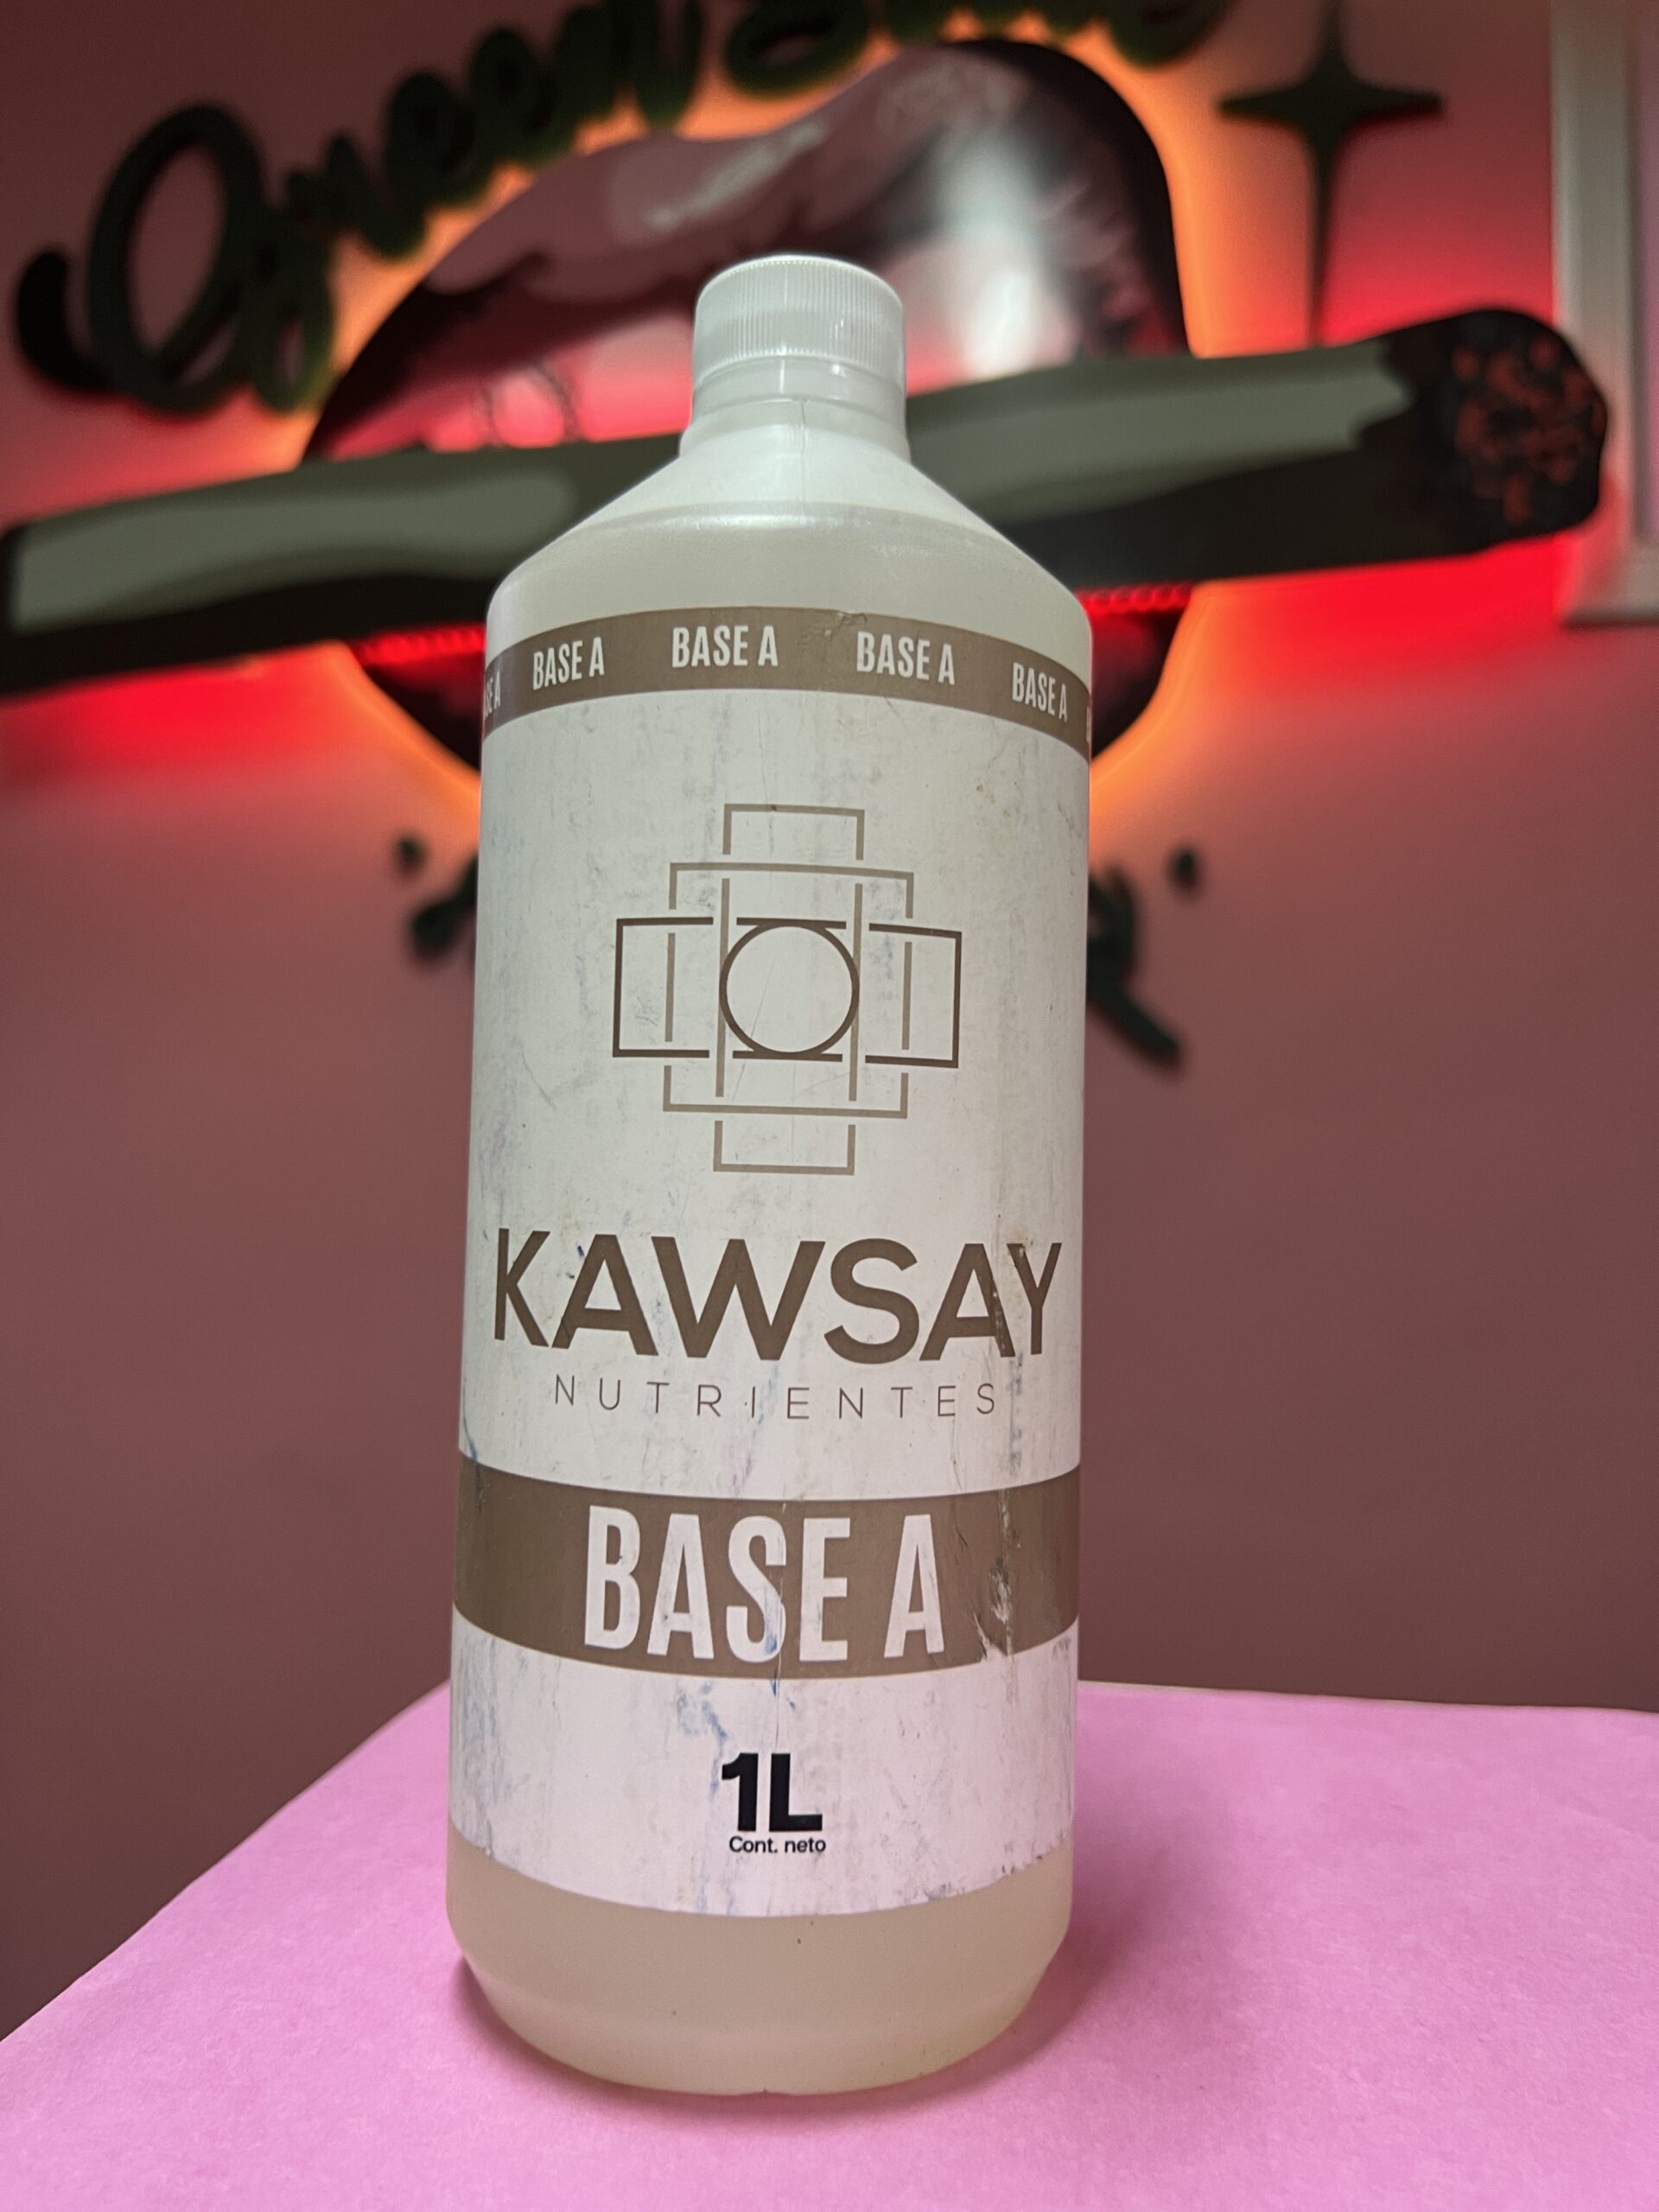 BASE A BASE A BASE A BASE A
KAWSAY
NUTRIENTES
BASE A
1L
Cont. neto